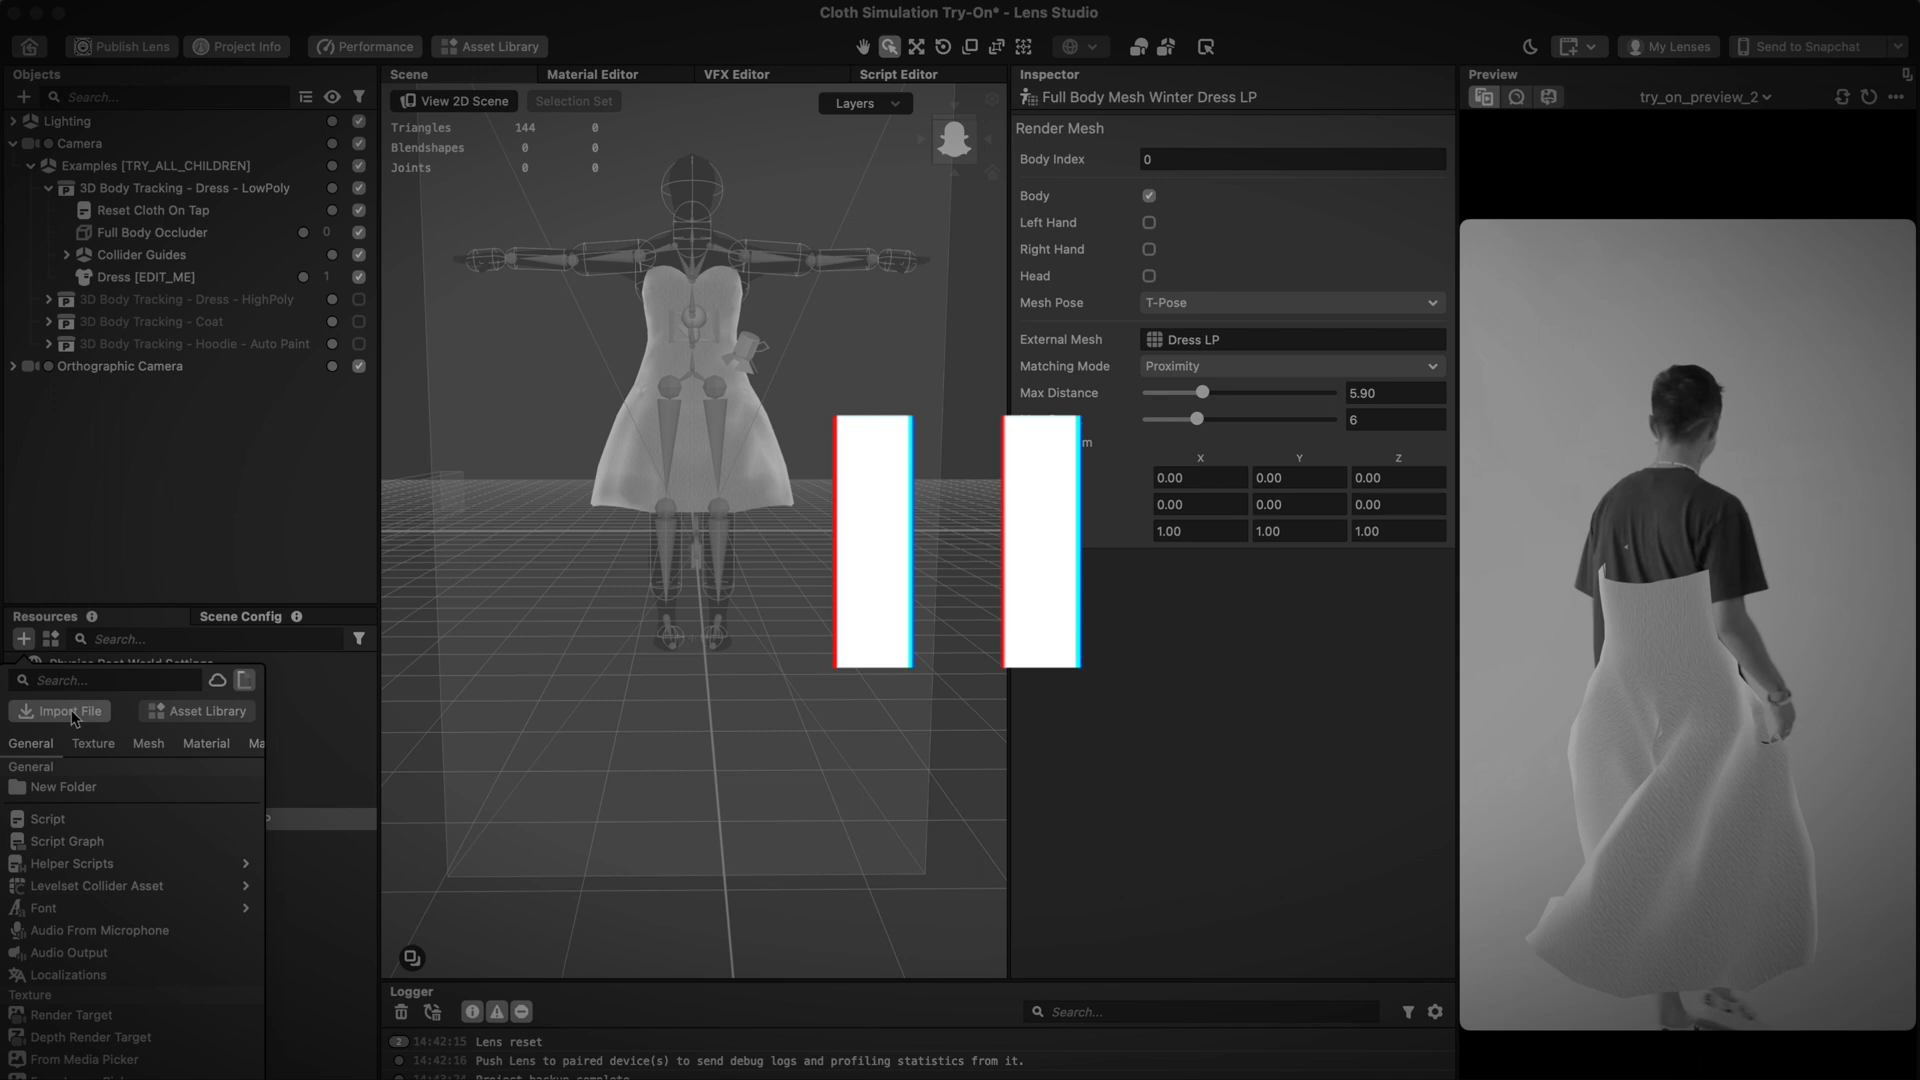 Cloth Simulation Try-On* - Lens Studio
Publish Lens
Project Info
Performance
Asset Library
My Lenses
Send to Snapchat
Objects
Search...
Lighting
Camera
Examples [TRY_ALL_CHILDREN]
3D Body Tracking - Dress - LowPoly
Reset Cloth On Tap
Full Body Occluder 0
Collider Guides
Dress [EDIT_ME] 1
3D Body Tracking - Dress - HighPoly
3D Body Tracking - Coat
3D Body Tracking - Hoodie - Auto Paint
Orthographic Camera
Resources
Scene Config
Search...
Physics Root World Settings
Search...
Import File
Asset Library
General Texture Mesh Material Ma
General
New Folder
Script
Script Graph
Helper Scripts
Levelset Collider Asset
Font
Audio From Microphone
Audio Output
Localizations
Texture
Render Target
Depth Render Target
From Media Picker
Scene
Material Editor
VFX Editor
Script Editor
View 2D Scene
Selection Set
Layers
Triangles 144 0
Blendshapes 0 0
Joints 0 0
Inspector
Full Body Mesh Winter Dress LP
Render Mesh
Body Index 0
Body
Left Hand
Right Hand
Head
Mesh Pose T-Pose
External Mesh Dress LP
Matching Mode Proximity
Max Distance 5.90
6
m
X Y Z
0.00 0.00 0.00
0.00 0.00 0.00
1.00 1.00 1.00
Logger
Search...
2 14:42:15 Lens reset
14:42:16 Push Lens to paired device(s) to send debug logs and profiling statistics from it.
Project backup complete
Preview
try_on_preview_2